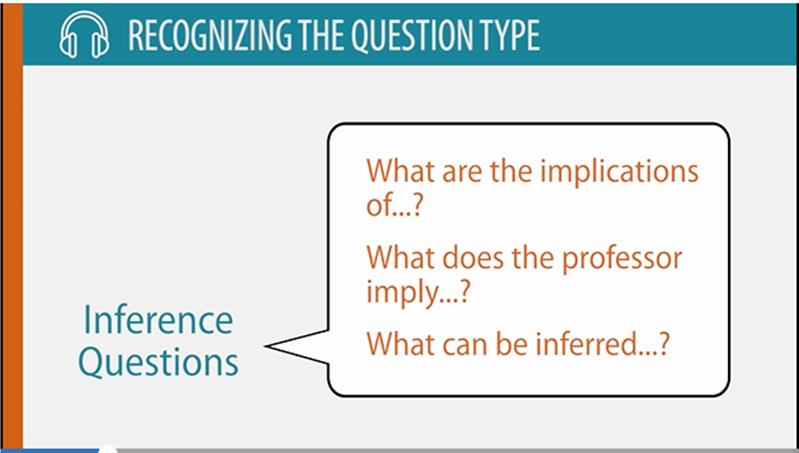 RECOGNIZING THE QUESTION TYPE
What are the implications
of...?
What does the professor
imply...?
What can be inferred...?
Inference
Questions